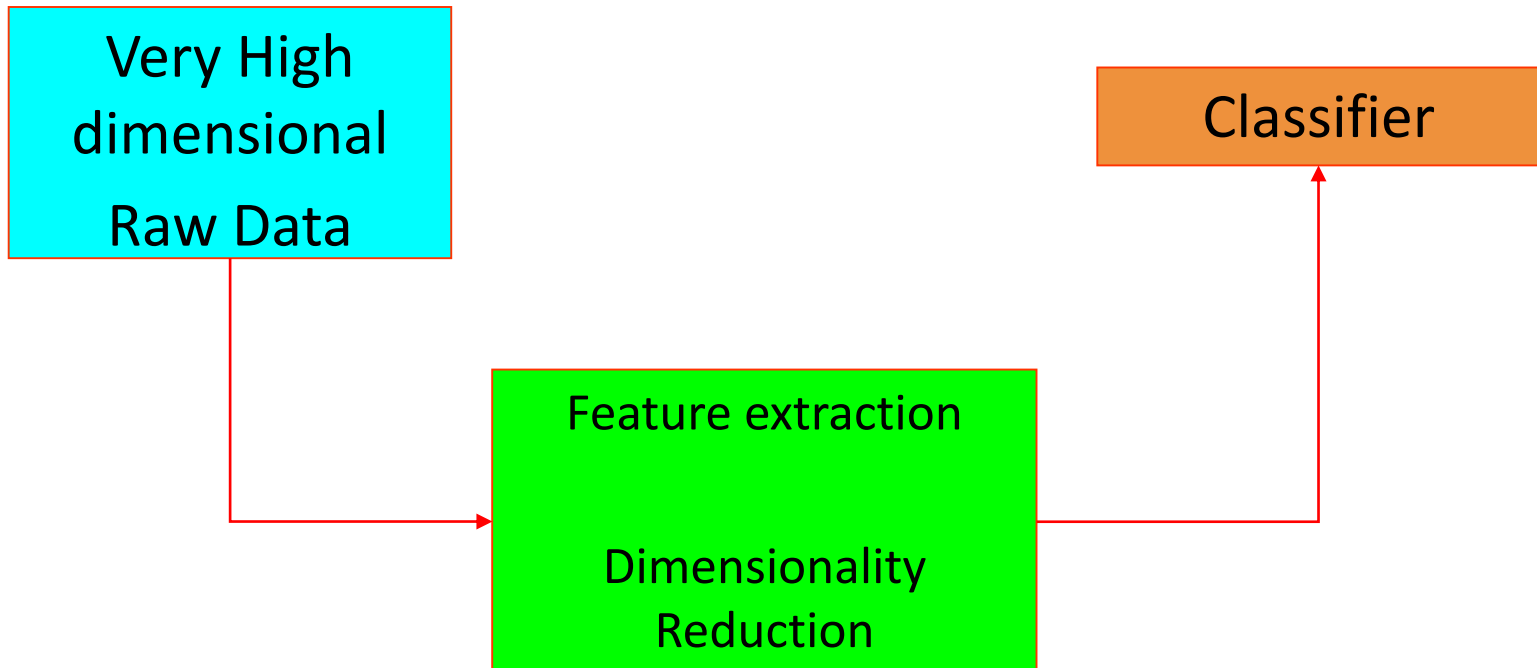 Very High
dimensional
Raw Data
Classifier
Feature extraction
Dimensionality
Reduction